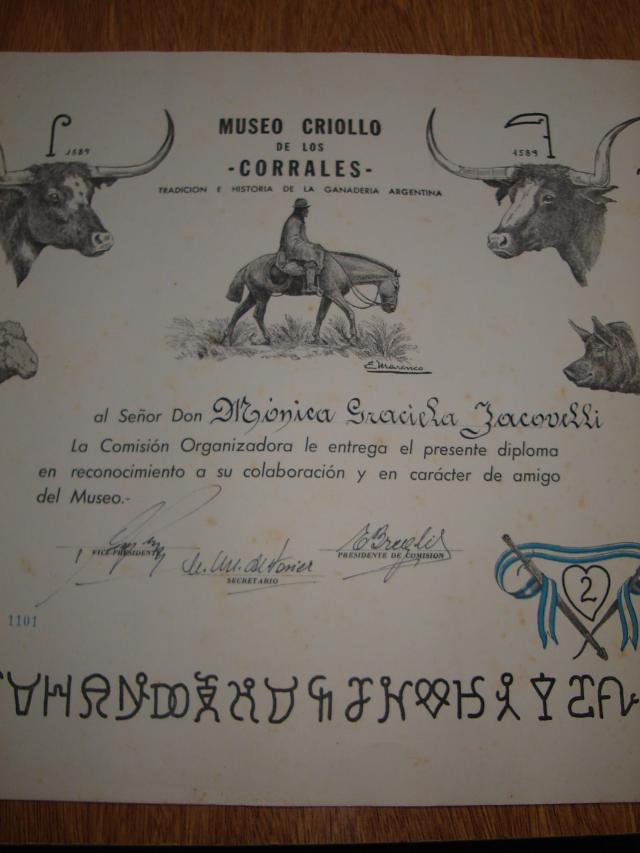 MUSEO CRIOLLO
DE LOS
-CORRALES-
TRADICION E HISTORIA DE LA GANADERIA ARGENTINA
1589
1589
E. Marenco
al Señor Don Mónica Graciela Jacovelli
La Comisión Organizadora le entrega el presente diploma
en reconocimiento a su colaboración y en carácter de amigo
del Museo.-
VICE-PRESIDENTE
SECRETARIO
PRESIDENTE DE COMISION
1101
2